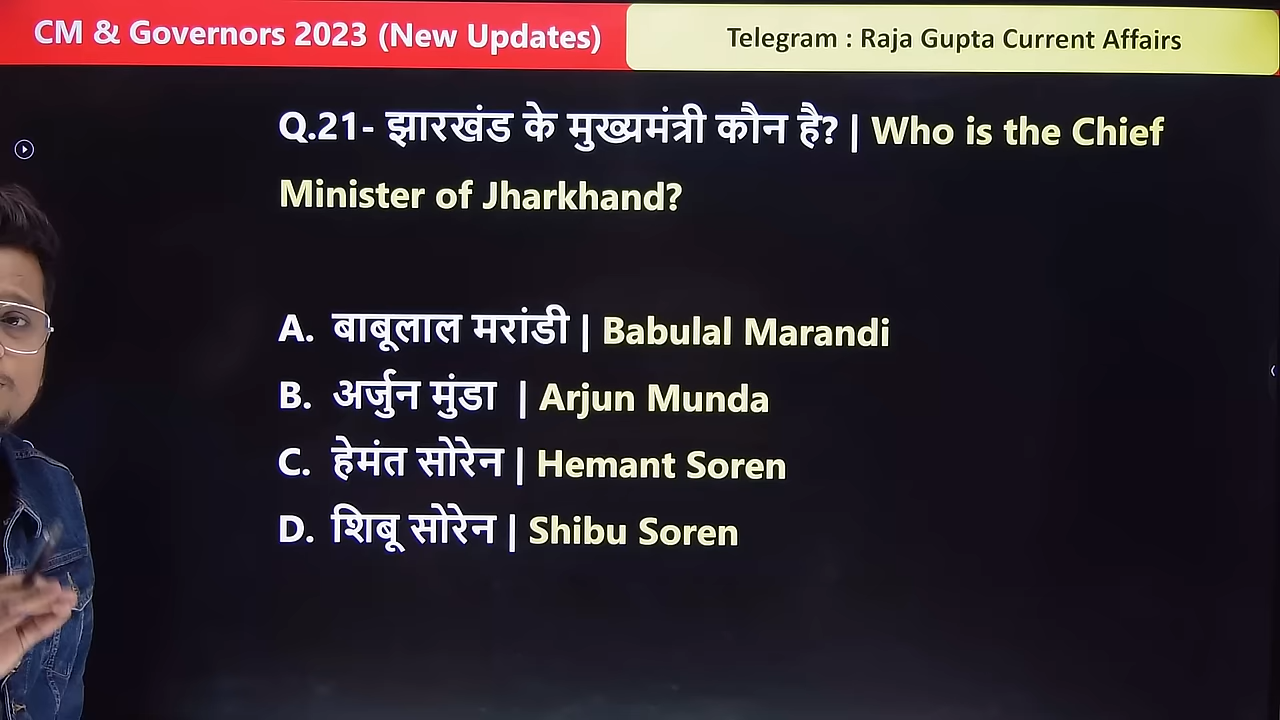 CM & Governors 2023 (New Updates)
Telegram : Raja Gupta Current Affairs
Q.21- झारखंड के मुख्यमंत्री कौन है? | Who is the Chief
Minister of Jharkhand?
A. बाबूलाल मरांडी | Babulal Marandi
B. अर्जुन मुंडा | Arjun Munda
C. हेमंत सोरेन | Hemant Soren
D. शिबू सोरेन | Shibu Soren